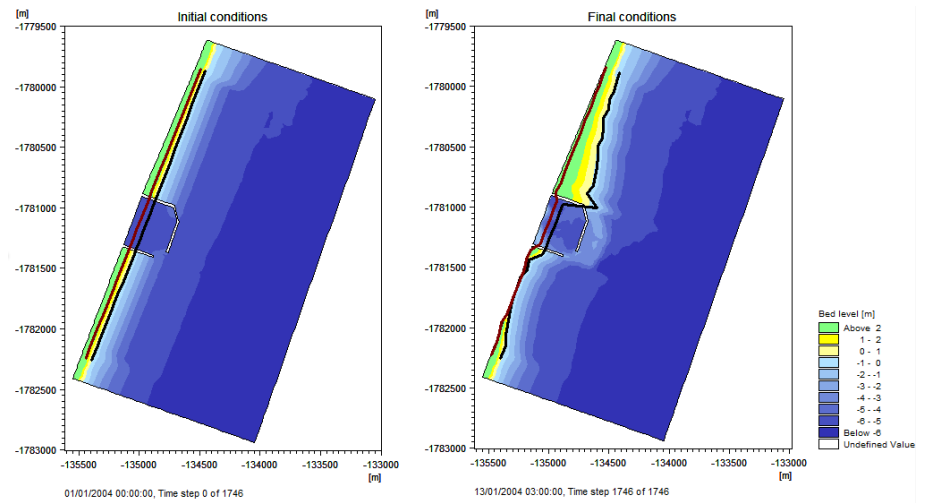 Initial conditions
[m]
-1779500
-1780000
-1780500
-1781000
-1781500
-1782000
-1782500
-1783000
-135500 -135000 -134500 -134000 -133500 -133000
[m]
01/01/2004 00:00:00, Time step 0 of 1746
Final conditions
[m]
-1779500
-1780000
-1780500
-1781000
-1781500
-1782000
-1782500
-1783000
-135500 -135000 -134500 -134000 -133500 -133000
[m]
13/01/2004 03:00:00, Time step 1746 of 1746
Bed level [m]
Above 2
1 - 2
0 - 1
-1 - 0
-2 - -1
-3 - -2
-4 - -3
-5 - -4
-6 - -5
Below -6
Undefined Value